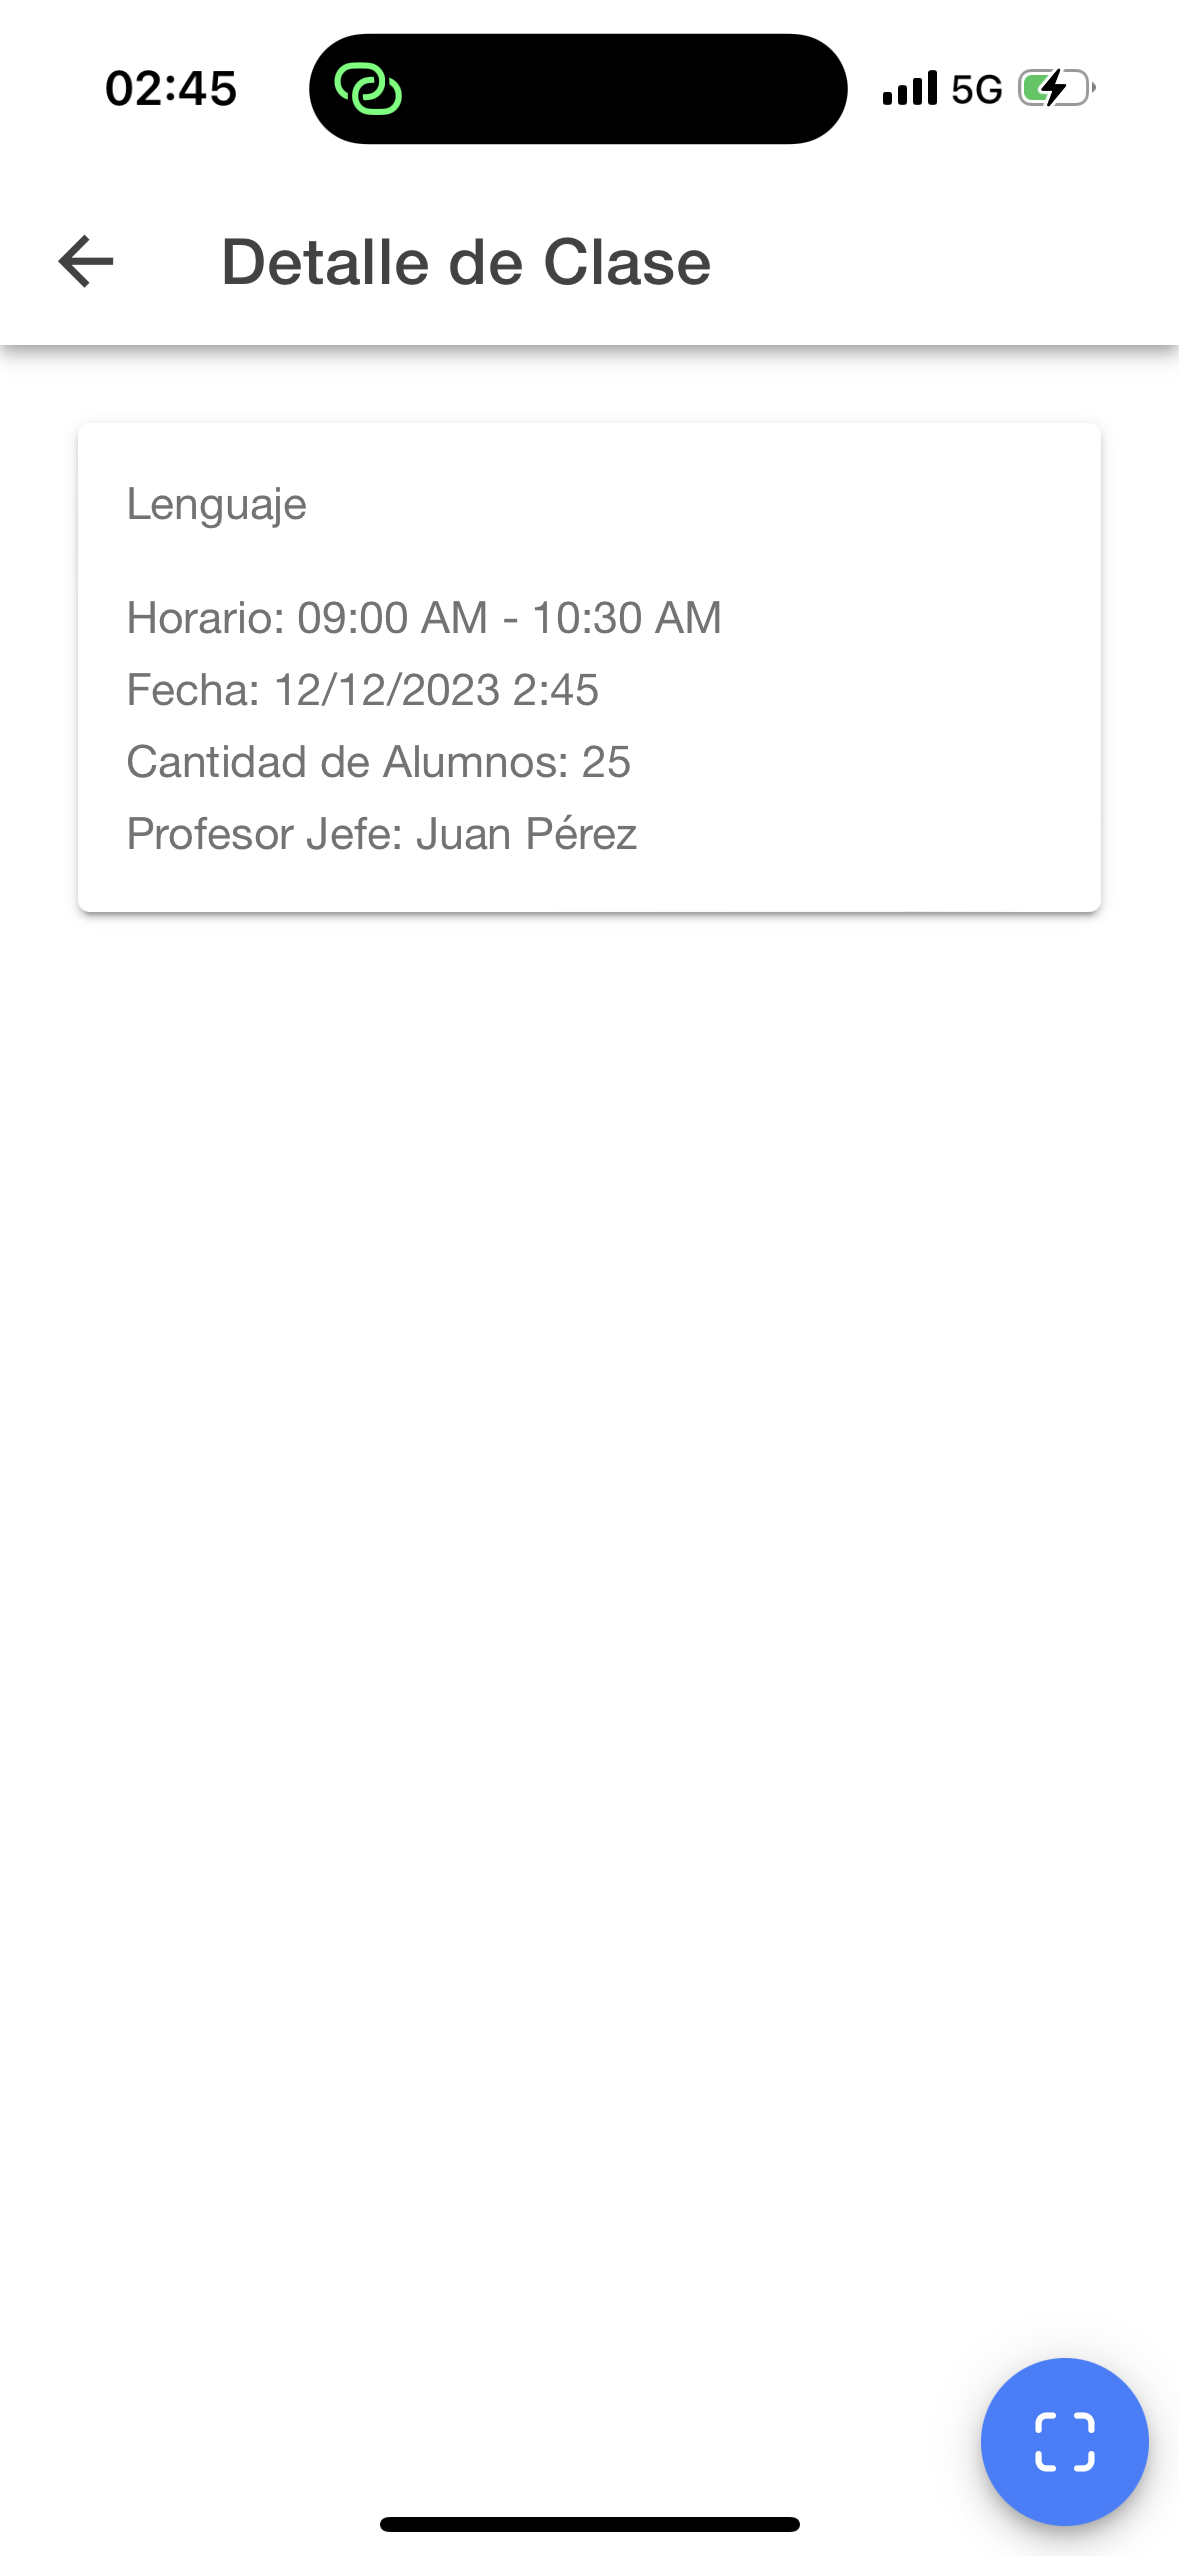 02:45
5G
Detalle de Clase
Lenguaje
Horario: 09:00 AM - 10:30 AM
Fecha: 12/12/2023 2:45
Cantidad de Alumnos: 25
Profesor Jefe: Juan Pérez